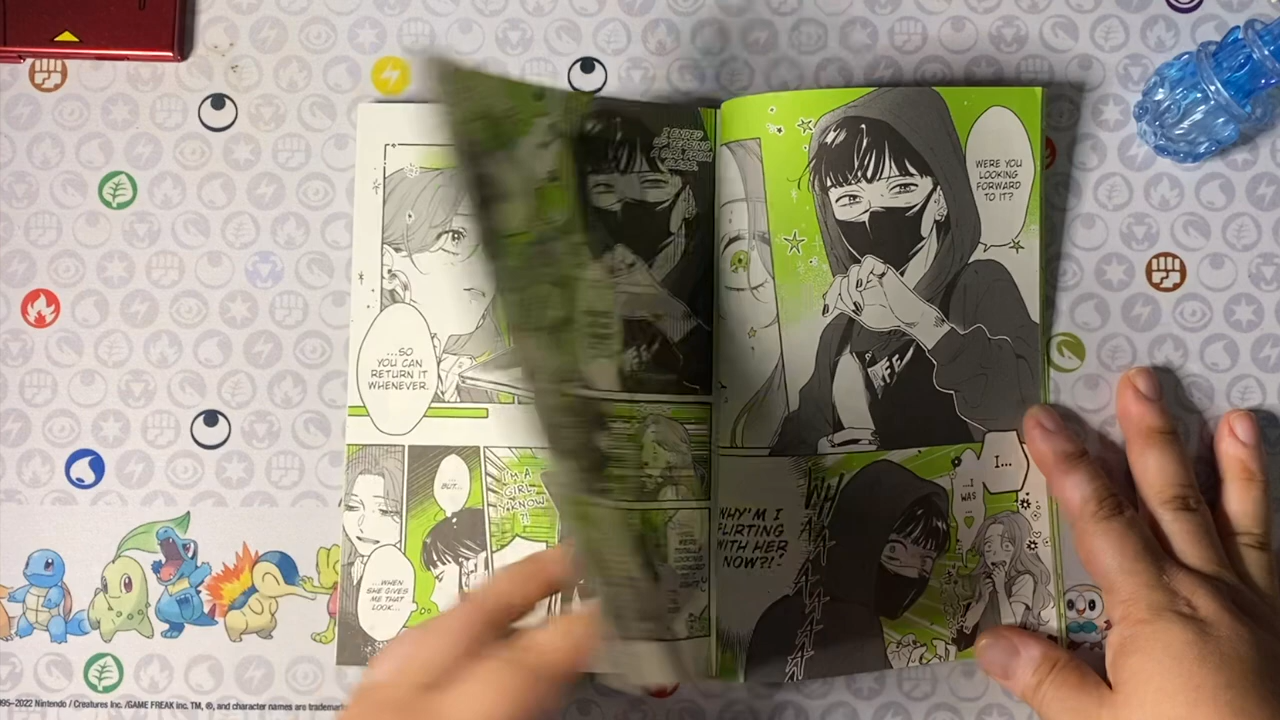 ...SO
YOU CAN
RETURN IT
WHENEVER.
...
BUT...
I'M A
GIRL
Y'KNOW
?!
...WHEN
SHE GIVES
ME THAT
LOOK...
I ENDED
UP TEASING
A GIRL FROM
CLASS.
WERE YOU
LOOKING
FORWARD
TO IT?
I...
...I
WAS
WHY'M I
FLIRTING
WITH HER
NOW?!
WH
A
A
A
A
A
A
95–2022 Nintendo / Creatures Inc. /GAME FREAK inc. TM, ®, and character names are trademark